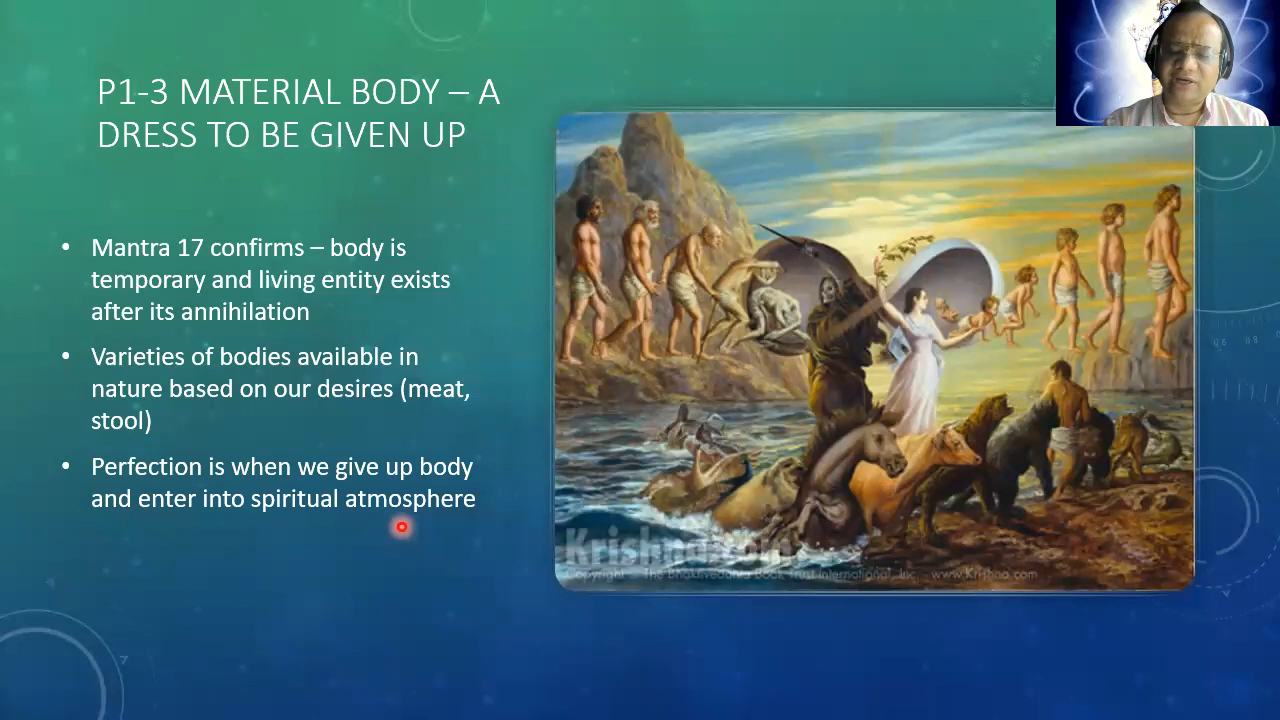 P1-3 MATERIAL BODY – A
DRESS TO BE GIVEN UP
• Mantra 17 confirms – body is
temporary and living entity exists
after its annihilation
• Varieties of bodies available in
nature based on our desires (meat,
stool)
• Perfection is when we give up body
and enter into spiritual atmosphere
Krishna.com
Copyright The Bhaktivedanta Book Trust International, Inc. www.Krishna.com